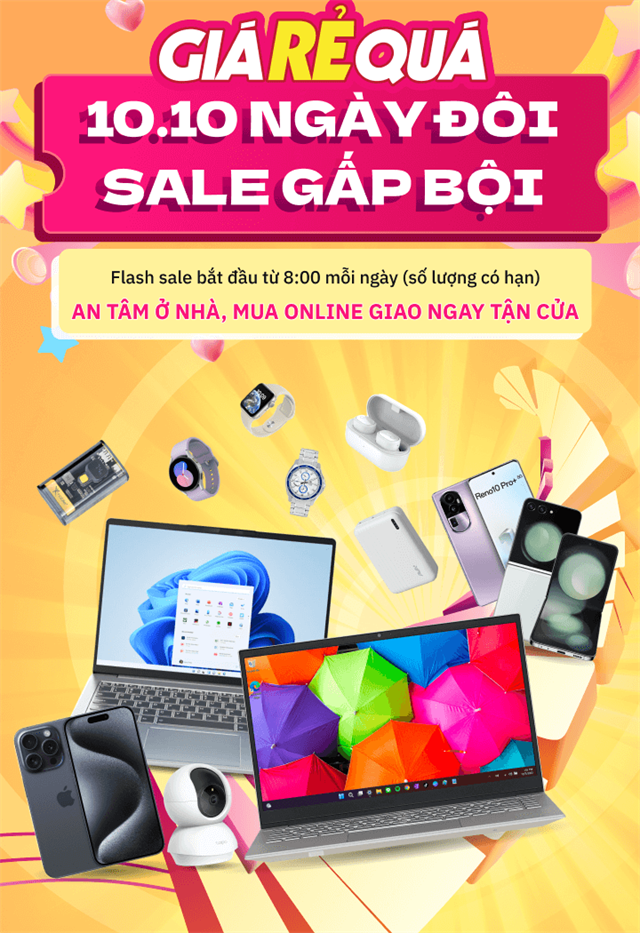 GIÁ RẺ QUÁ
10.10 NGÀY ĐÔI
SALE GẤP BỘI
Flash sale bắt đầu từ 8:00 mỗi ngày (số lượng có hạn)
AN TÂM Ở NHÀ, MUA ONLINE GIAO NGAY TẬN CỬA
Reno10 Pro+